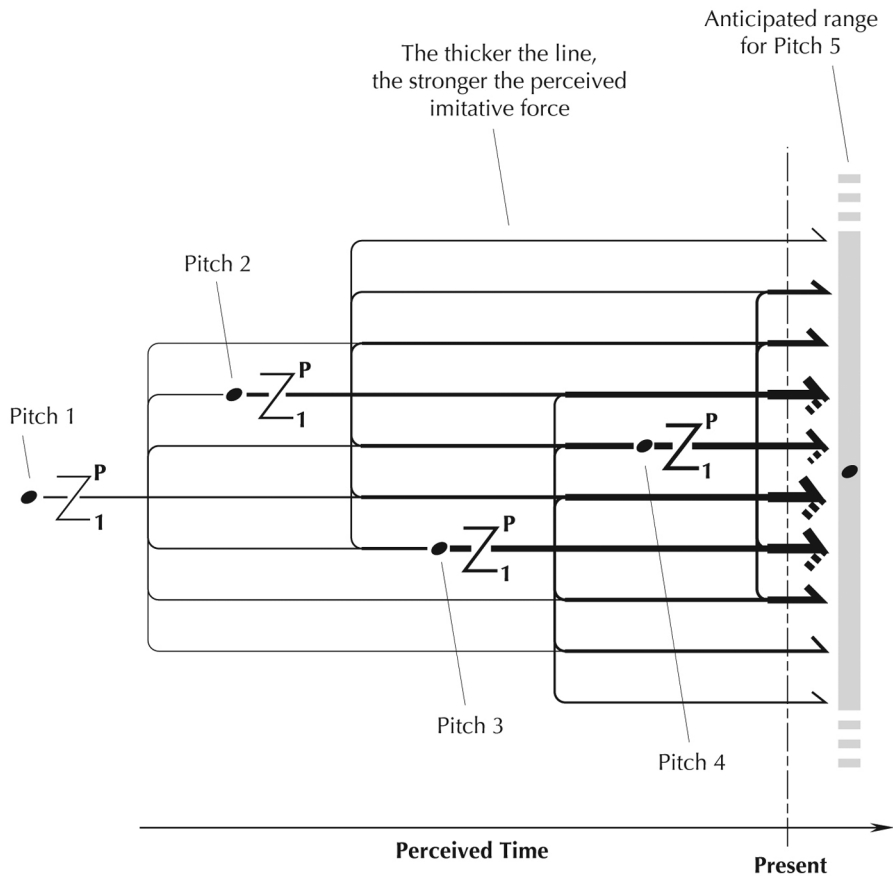 Anticipated range
for Pitch 5
The thicker the line,
the stronger the perceived
imitative force
Pitch 2
P
1
Pitch 1
P
1
P
1
P
1
Pitch 3
Pitch 4
Perceived Time
Present